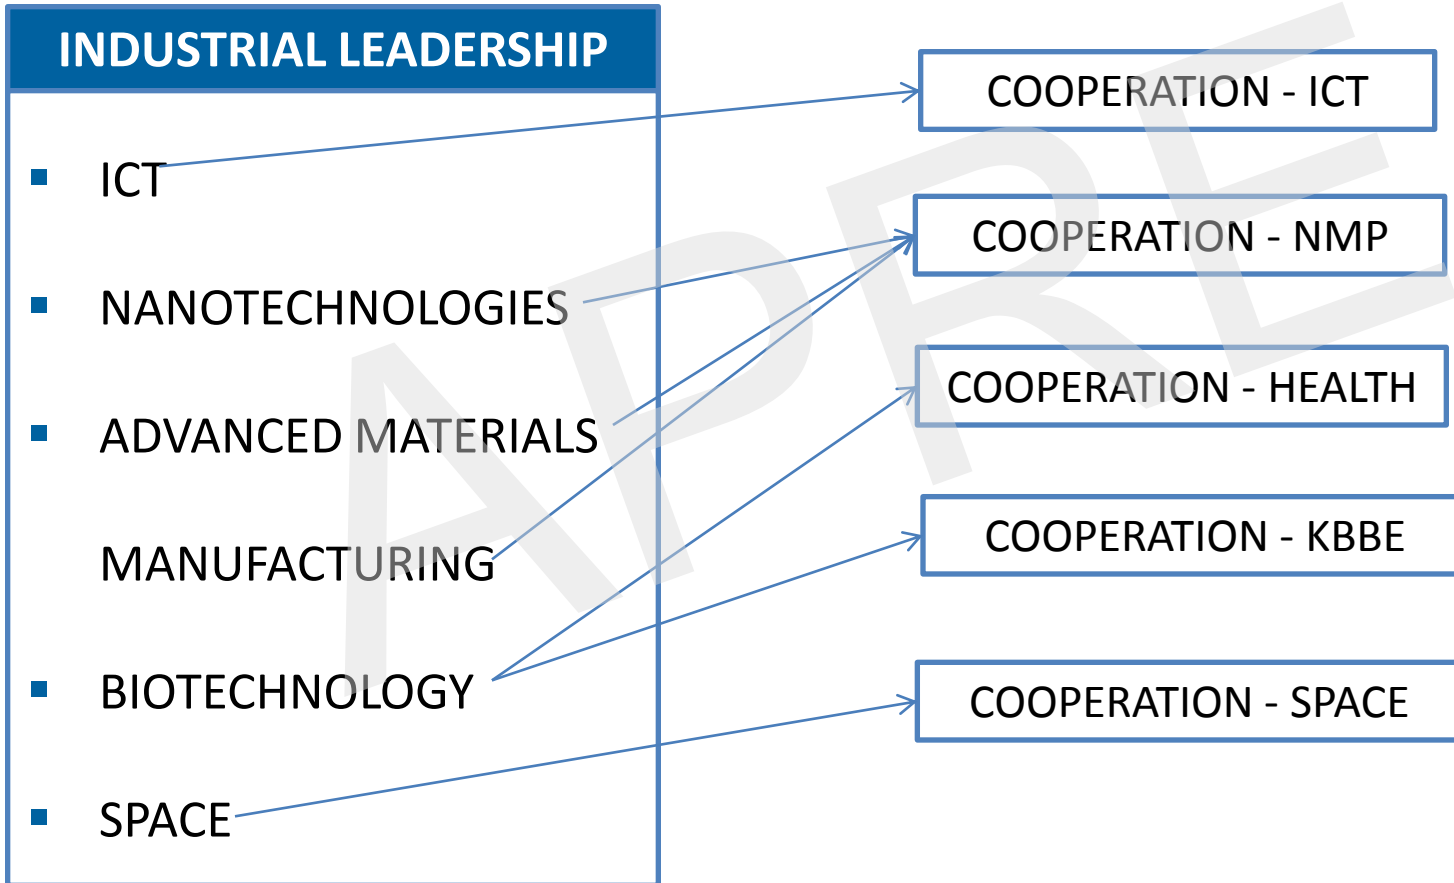 INDUSTRIAL LEADERSHIP
ICT
NANOTECHNOLOGIES
ADVANCED MATERIALS
MANUFACTURING
BIOTECHNOLOGY
SPACE
COOPERATION - ICT
COOPERATION - NMP
COOPERATION - HEALTH
COOPERATION - KBBE
COOPERATION - SPACE
APRE